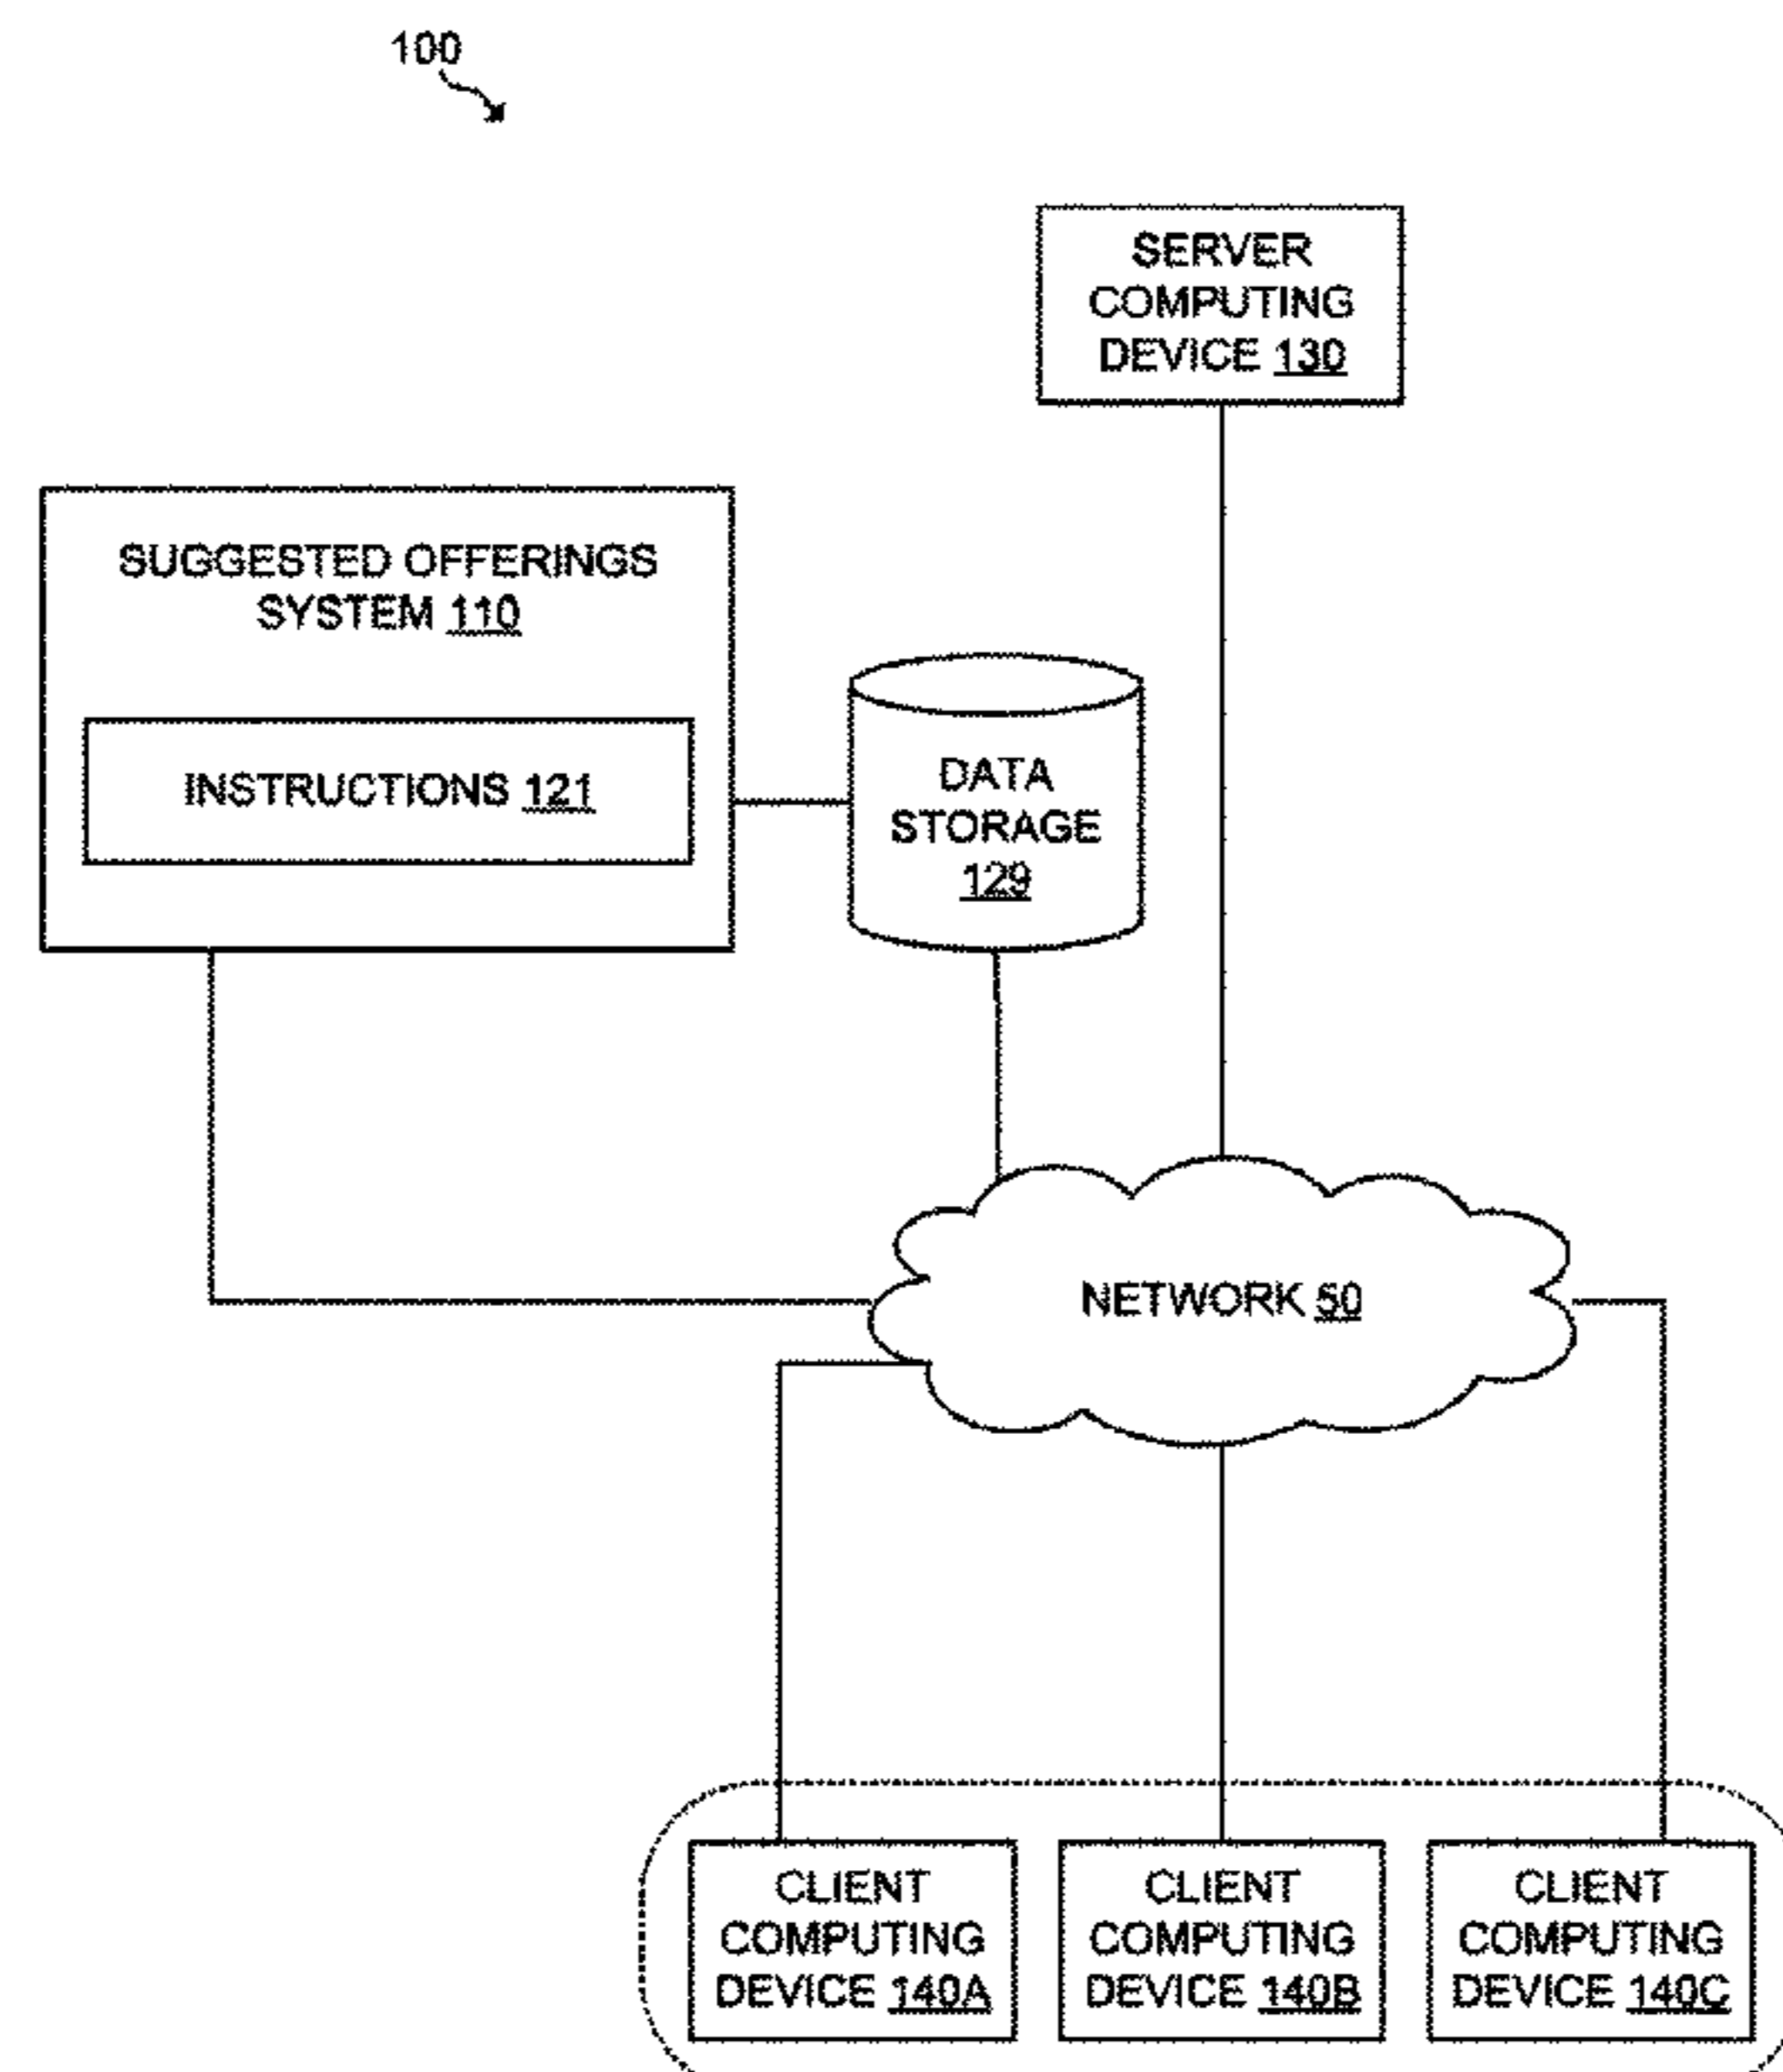 100
SERVER
COMPUTING
DEVICE 130
SUGGESTED OFFERINGS
SYSTEM 110
INSTRUCTIONS 121
DATA
STORAGE
129
NETWORK 50
CLIENT
COMPUTING
DEVICE 140A
CLIENT
COMPUTING
DEVICE 140B
CLIENT
COMPUTING
DEVICE 140C